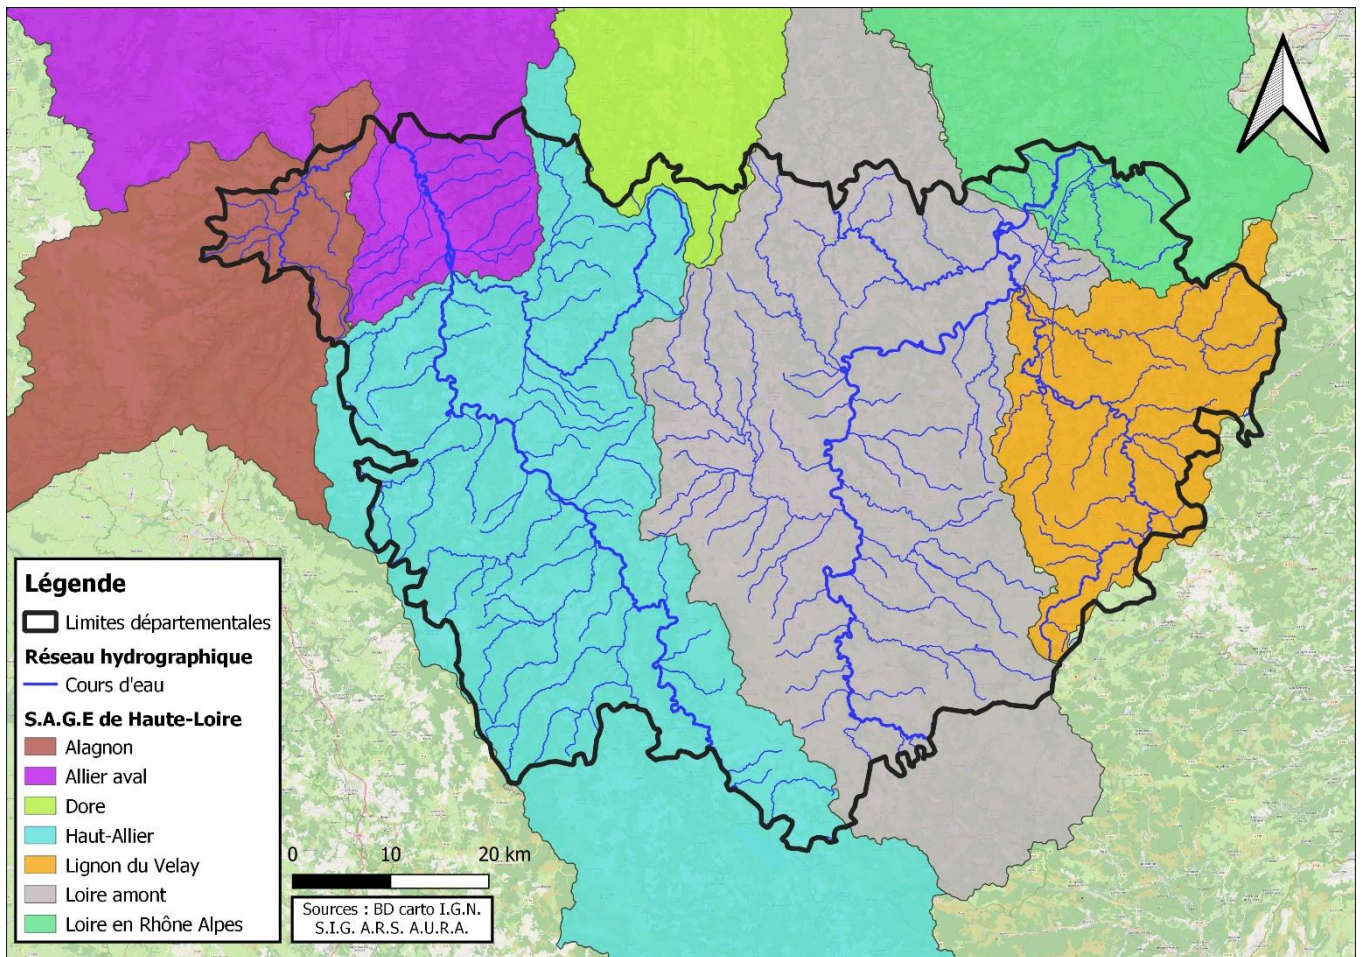 Légende
Limites départementales
Réseau hydrographique
Cours d'eau
S.A.G.E de Haute-Loire
Alagnon
Allier aval
Dore
Haut-Allier
Lignon du Velay
Loire amont
Loire en Rhône Alpes
0 10 20 km
Sources : BD carto I.G.N.
S.I.G. A.R.S. A.U.R.A.